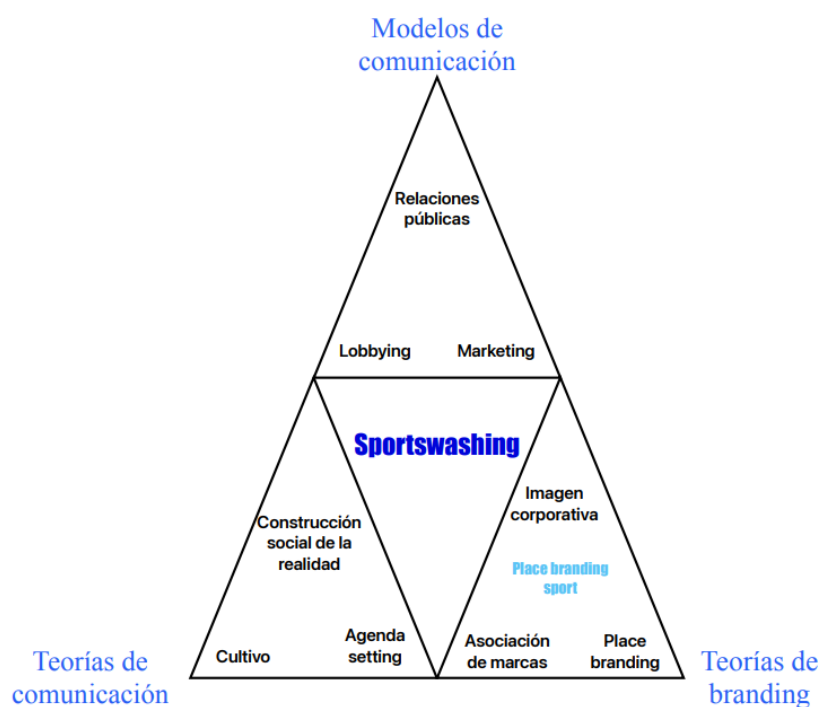 Modelos de
comunicación
Relaciones
públicas
Lobbying
Marketing
Sportswashing
Imagen
corporativa
Construcción
social de la
realidad
Place branding
sport
Cultivo
Agenda
setting
Asociación
de marcas
Place
branding
Teorías de
comunicación
Teorías de
branding